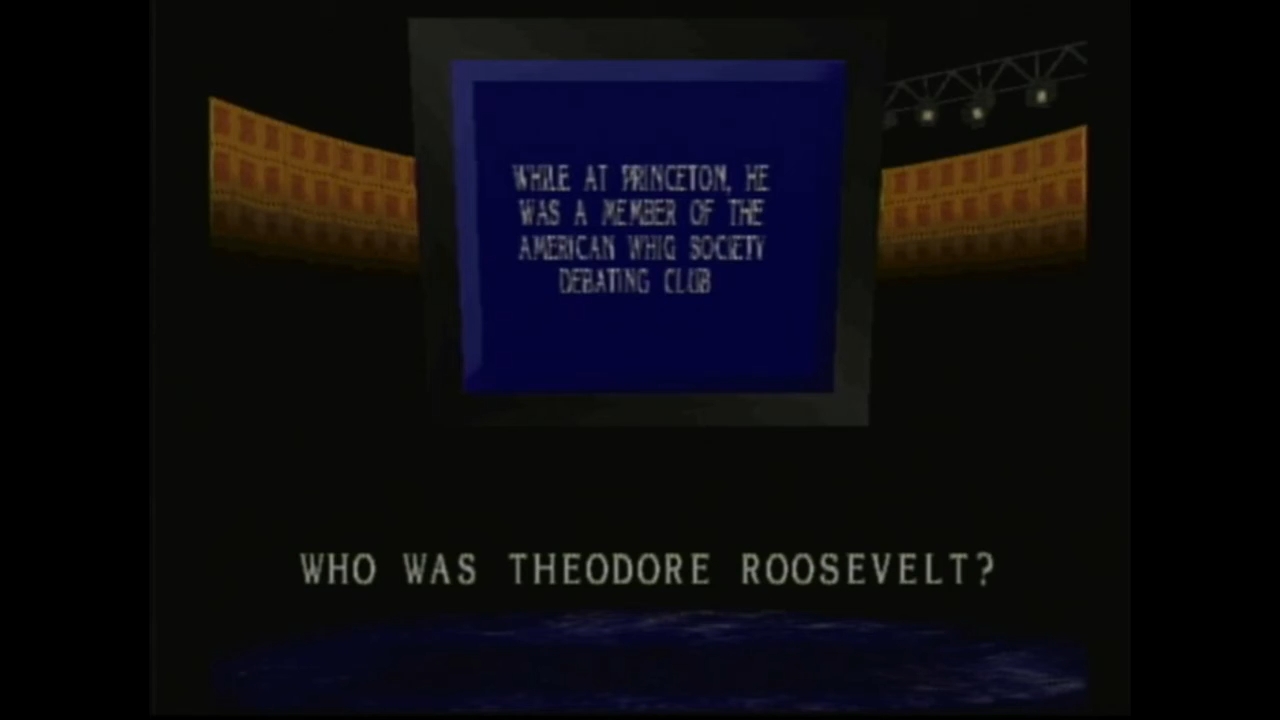 WHILE AT PRINCETON, HE
WAS A MEMBER OF THE
AMERICAN WHIG SOCIETY
DEBATING CLUB
WHO WAS THEODORE ROOSEVELT?